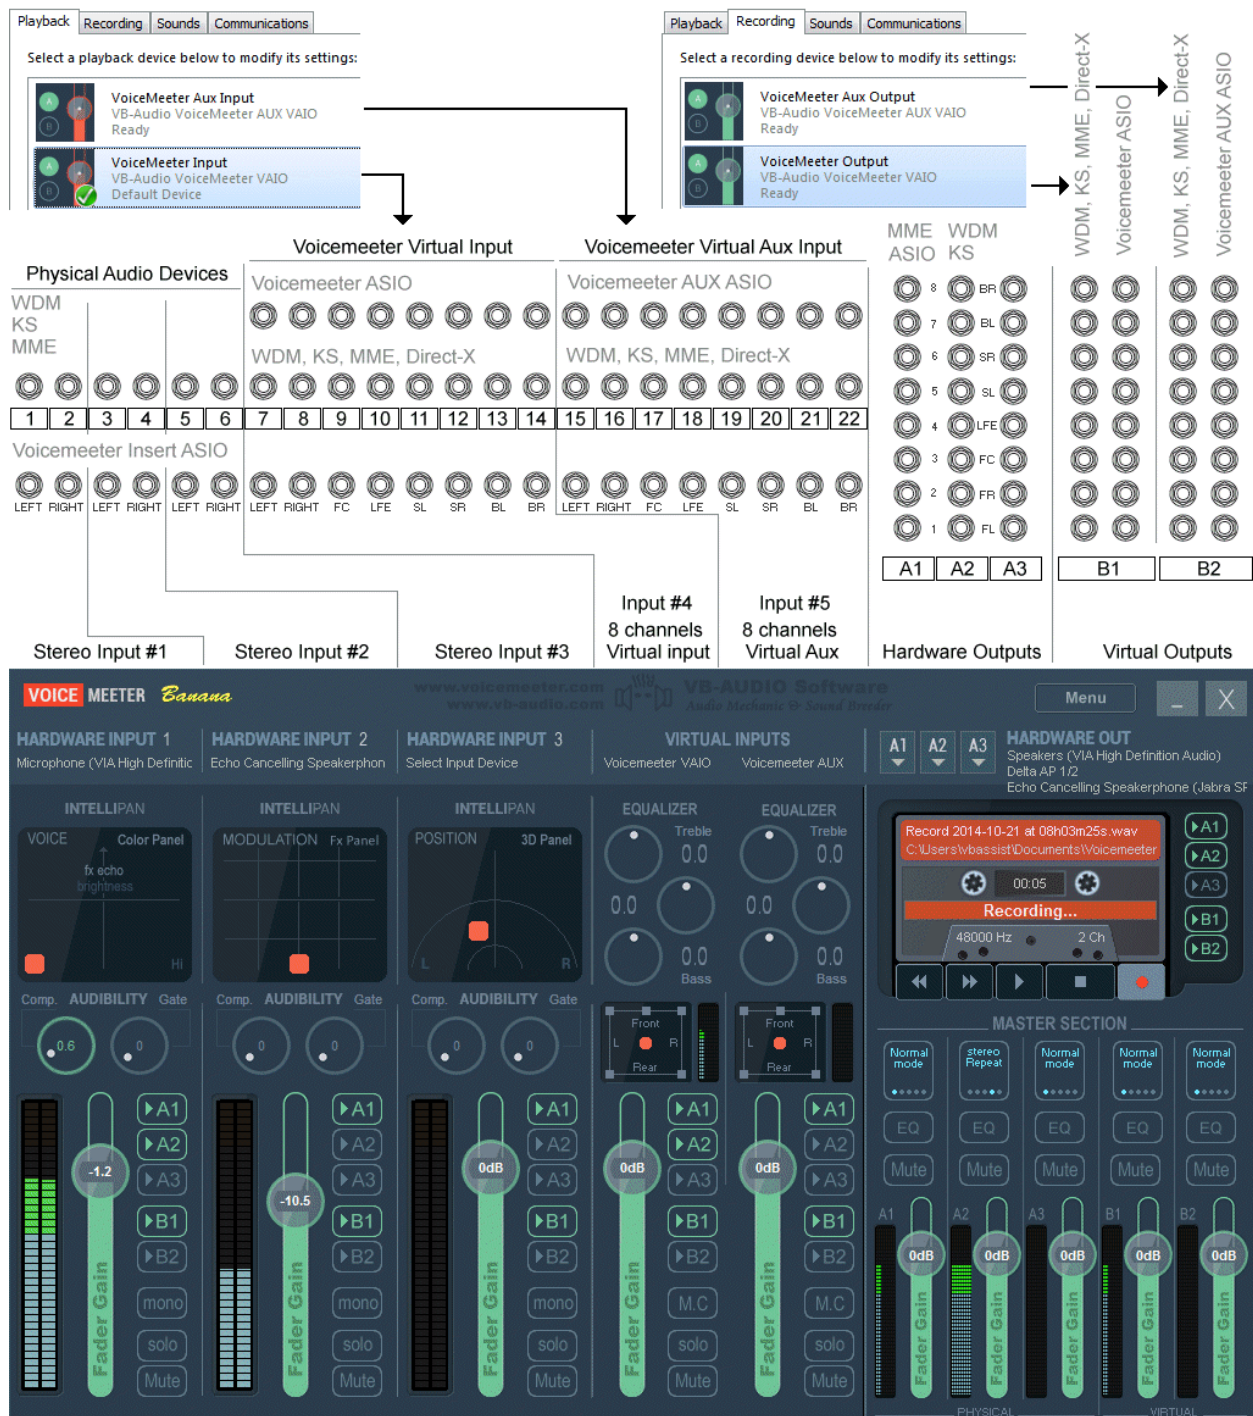 Playback Recording Sounds Communications
Select a playback device below to modify its settings:
A
B
VoiceMeeter Aux Input
VB-Audio VoiceMeeter AUX VAIO
Ready
A
B
VoiceMeeter Input
VB-Audio VoiceMeeter VAIO
Default Device
Playback Recording Sounds Communications
Select a recording device below to modify its settings:
A
B
VoiceMeeter Aux Output
VB-Audio VoiceMeeter AUX VAIO
Ready
A
B
VoiceMeeter Output
VB-Audio VoiceMeeter VAIO
Ready
WDM, KS, MME, Direct-X
Voicemeeter ASIO
WDM, KS, MME, Direct-X
Voicemeeter AUX ASIO
Physical Audio Devices
Voicemeeter Virtual Input
Voicemeeter Virtual Aux Input
MME WDM
ASIO KS
WDM
KS
MME
Voicemeeter ASIO
Voicemeeter AUX ASIO
WDM, KS, MME, Direct-X
WDM, KS, MME, Direct-X
1 2 3 4 5 6 7 8 9 10 11 12 13 14 15 16 17 18 19 20 21 22
Voicemeeter Insert ASIO
LEFT RIGHT LEFT RIGHT LEFT RIGHT LEFT RIGHT FC LFE SL SR BL BR LEFT RIGHT FC LFE SL SR BL BR
8 BR
7 BL
6 SR
5 SL
4 LFE
3 FC
2 FR
1 FL
A1 A2 A3 B1 B2
Stereo Input #1
Stereo Input #2
Stereo Input #3
Input #4
8 channels
Virtual input
Input #5
8 channels
Virtual Aux
Hardware Outputs
Virtual Outputs
VOICE MEETER Banana
www.voicemeeter.com
www.vb-audio.com
VB-AUDIO Software
Audio Mechanic & Sound Breeder
Menu
_
X
HARDWARE INPUT 1
Microphone (VIA High Definitic
HARDWARE INPUT 2
Echo Cancelling Speakerphon
HARDWARE INPUT 3
Select Input Device
VIRTUAL INPUTS
Voicemeeter VAIO Voicemeeter AUX
A1 A2 A3
HARDWARE OUT
Speakers (VIA High Definition Audio)
Delta AP 1/2
Echo Cancelling Speakerphone (Jabra SF
INTELLIPAN
VOICE Color Panel
fx echo
brightness
Hi
INTELLIPAN
MODULATION Fx Panel
INTELLIPAN
POSITION 3D Panel
L R
EQUALIZER
Treble
0.0
0.0
0.0
Bass
EQUALIZER
Treble
0.0
0.0
0.0
Bass
Record 2014-10-21 at 08h03m25s.wav
C:\Users\vbassist\Documents\Voicemeeter
00:05
Recording...
48000 Hz 2 Ch
A1
A2
A3
B1
B2
Comp. AUDIBILITY Gate
0.6 0
Comp. AUDIBILITY Gate
0 0
Comp. AUDIBILITY Gate
0 0
Front
L R
Rear
Front
L R
Rear
MASTER SECTION
Normal mode
stereo Repeat
Normal mode
Normal mode
Normal mode
EQ EQ EQ EQ EQ
Mute Mute Mute Mute Mute
-1.2
Fader Gain
A1
A2
A3
B1
B2
mono
solo
Mute
-10.5
Fader Gain
A1
A2
A3
B1
B2
mono
solo
Mute
0dB
Fader Gain
A1
A2
A3
B1
B2
mono
solo
Mute
0dB
Fader Gain
A1
A2
A3
B1
B2
M.C
solo
Mute
0dB
Fader Gain
A1
A2
A3
B1
B2
M.C
solo
Mute
A1 A2 A3 B1 B2
0dB 0dB 0dB 0dB 0dB
Fader Gain Fader Gain Fader Gain Fader Gain Fader Gain
PHYSICAL VIRTUAL